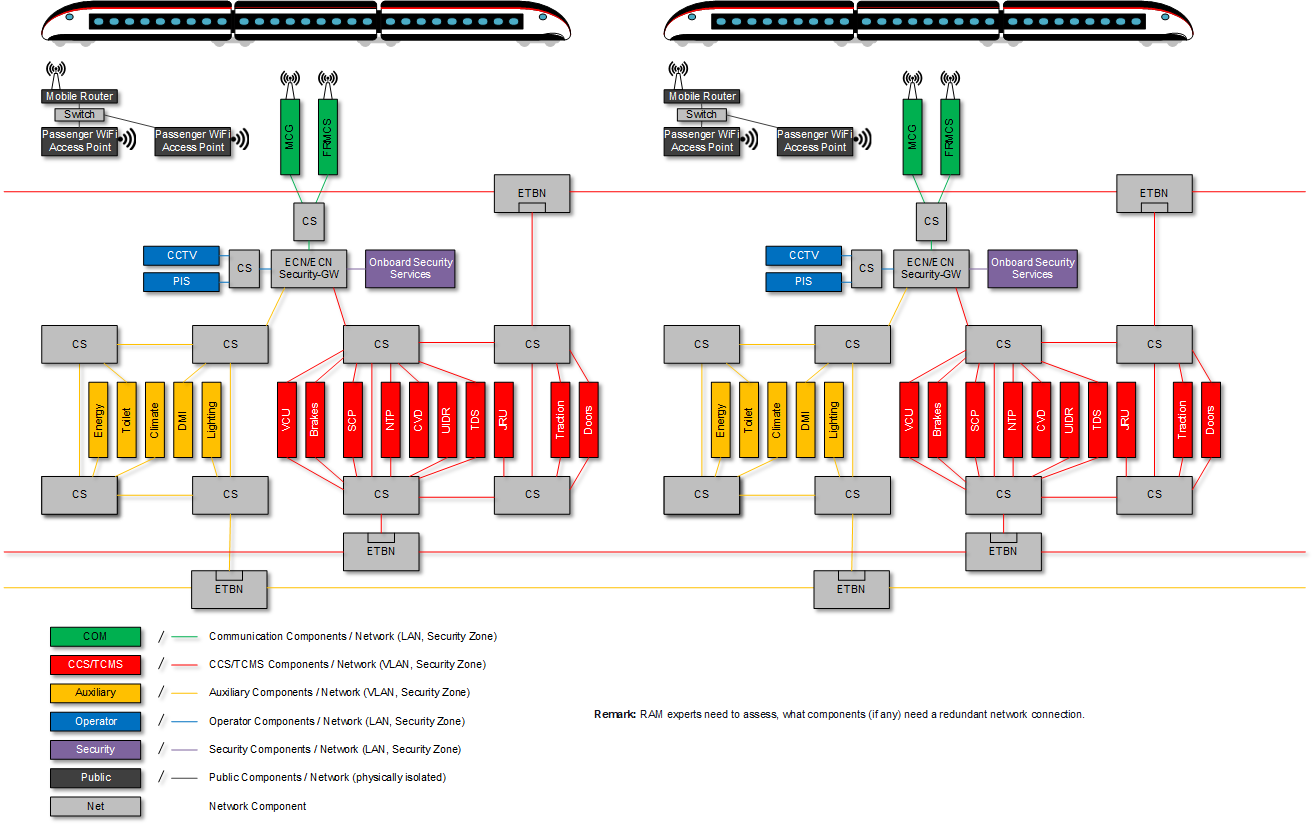 Mobile Router
Switch
Passenger WiFi
Access Point
Passenger WiFi
Access Point
MCG
FRMCS
ETBN
CS
CCTV
PIS
CS
ECN/ECN
Security-GW
Onboard Security
Services
CS
CS
CS
CS
Energy
Toilet
Climate
DMI
Lighting
VCU
Brakes
SCP
NTP
CVD
UIDR
TDS
JRU
Traction
Doors
CS
CS
CS
CS
ETBN
ETBN
Mobile Router
Switch
Passenger WiFi
Access Point
Passenger WiFi
Access Point
MCG
FRMCS
ETBN
CS
CCTV
PIS
CS
ECN/ECN
Security-GW
Onboard Security
Services
CS
CS
CS
CS
Energy
Toilet
Climate
DMI
Lighting
VCU
Brakes
SCP
NTP
CVD
UIDR
TDS
JRU
Traction
Doors
CS
CS
CS
CS
ETBN
ETBN
COM / Communication Components / Network (LAN, Security Zone)
CCS/TCMS / CCS/TCMS Components / Network (VLAN, Security Zone)
Auxiliary / Auxiliary Components / Network (VLAN, Security Zone)
Operator / Operator Components / Network (LAN, Security Zone)
Security / Security Components / Network (LAN, Security Zone)
Public / Public Components / Network (physically isolated)
Net Network Component
Remark: RAM experts need to assess, what components (if any) need a redundant network connection.